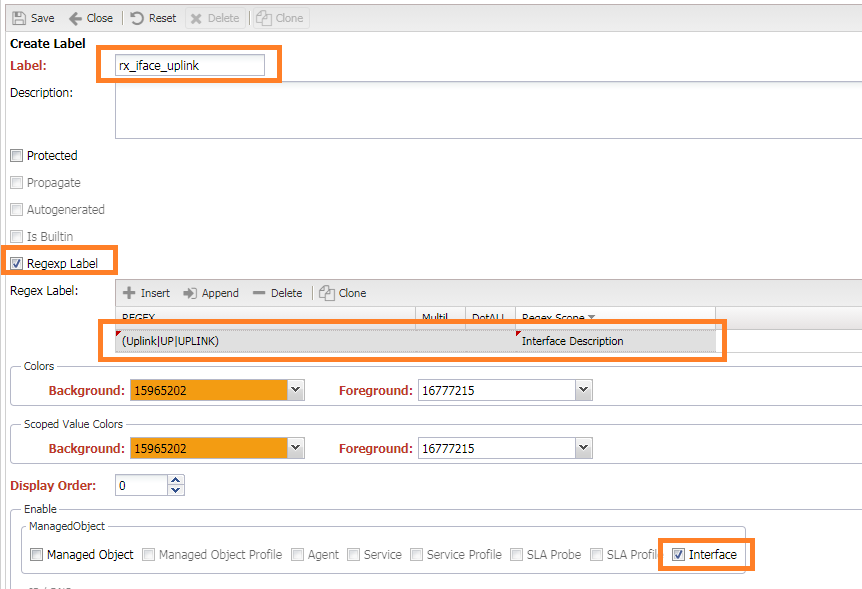 Save Close Reset Delete Clone
Create Label
Label: rx_iface_uplink
Description:
Protected
Propagate
Autogenerated
Is Builtin
Regexp Label
Regex Label: Insert Append Delete Clone
REGEX Multil DotALL Regex Scope
(Uplink|UP|UPLINK) Interface Description
Colors
Background: 15965202 Foreground: 16777215
Scoped Value Colors
Background: 15965202 Foreground: 16777215
Display Order: 0
Enable
ManagedObject
Managed Object Managed Object Profile Agent Service Service Profile SLA Probe SLA Profil Interface